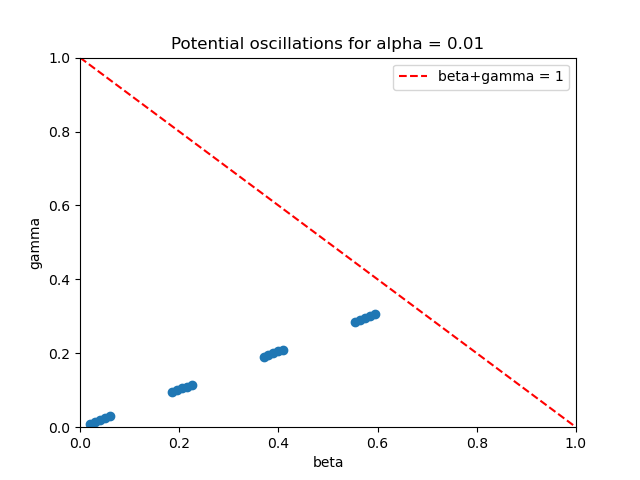 Potential oscillations for alpha = 0.01
beta+gamma = 1
gamma
1.0
0.8
0.6
0.4
0.2
0.0
0.0 0.2 0.4 0.6 0.8 1.0
beta